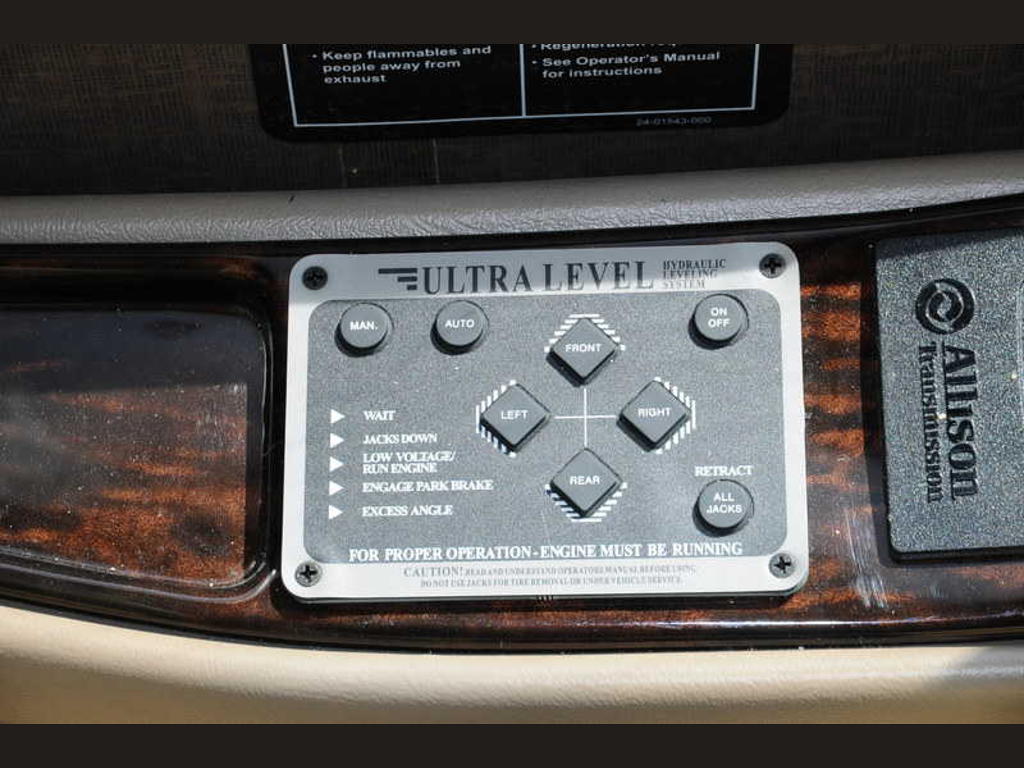 • Keep flammables and
people away from
exhaust
• See Operator's Manual
for instructions
24-01543-000
ULTRA LEVEL
HYDRAULIC
LEVELING
SYSTEM
MAN.
AUTO
ON
OFF
FRONT
LEFT
RIGHT
REAR
WAIT
JACKS DOWN
LOW VOLTAGE/
RUN ENGINE
ENGAGE PARK BRAKE
EXCESS ANGLE
RETRACT
ALL
JACKS
FOR PROPER OPERATION - ENGINE MUST BE RUNNING
CAUTION! READ AND UNDERSTAND OPERATORS MANUAL BEFORE USING.
DO NOT USE JACKS FOR TIRE REMOVAL OR UNDER VEHICLE SERVICE.
Allison
Transmission